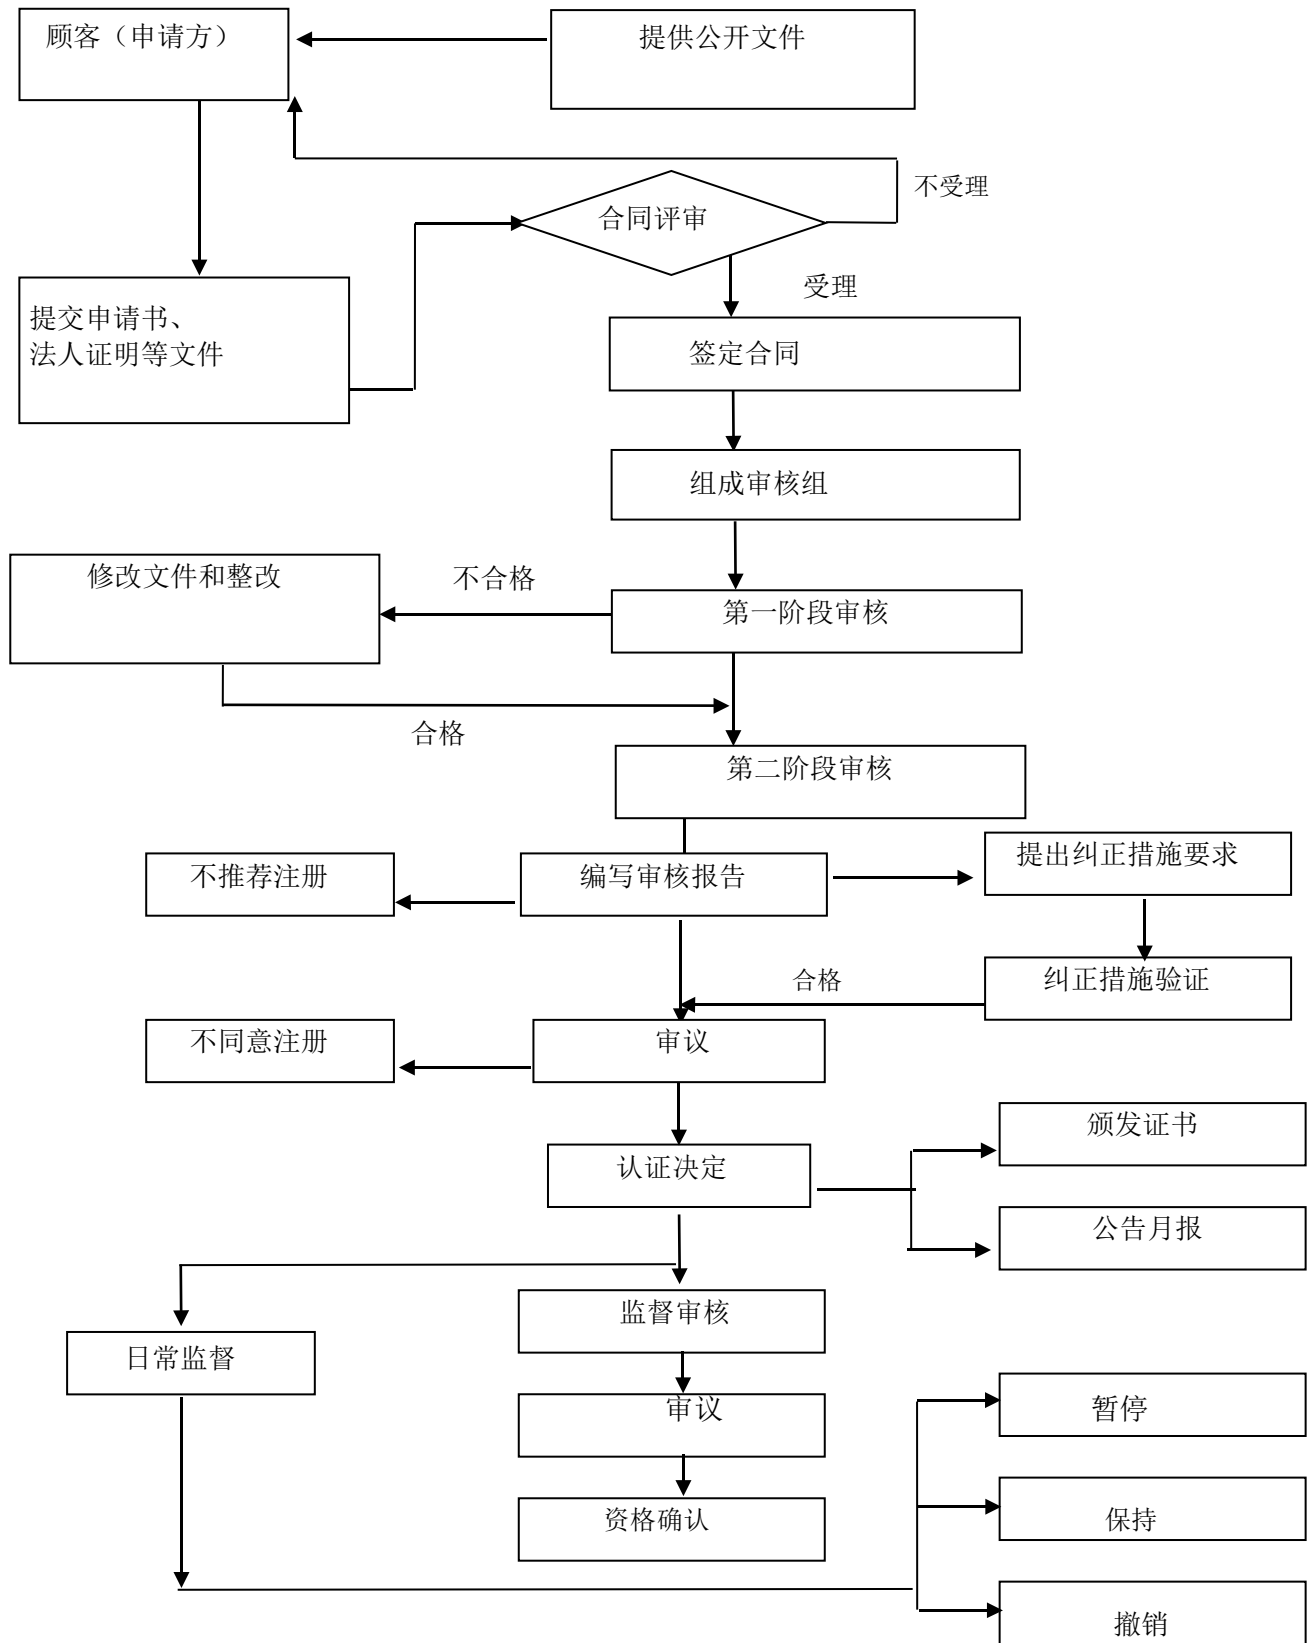 顾客（申请方）
提供公开文件
不受理
合同评审
受理
提交申请书、
法人证明等文件
签定合同
组成审核组
修改文件和整改
不合格
第一阶段审核
合格
第二阶段审核
提出纠正措施要求
不推荐注册
编写审核报告
合格
纠正措施验证
不同意注册
审议
颁发证书
认证决定
公告月报
监督审核
日常监督
审议
暂停
资格确认
保持
撤销